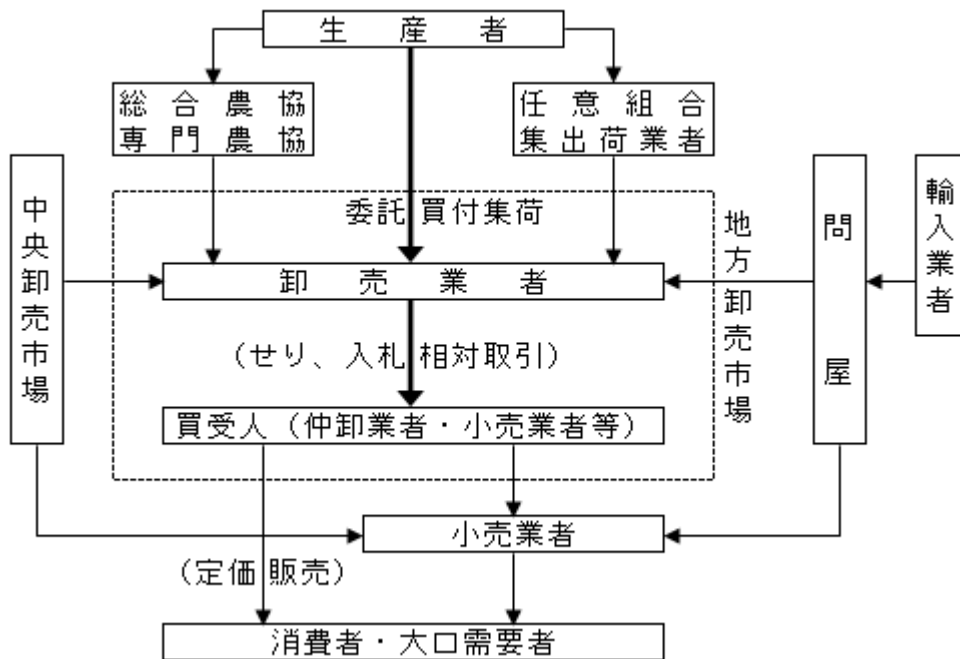 生産者
総合農協
専門農協
任意組合
集出荷業者
中央卸売市場
委託 買付集荷
地方卸売市場
問屋
輸入業者
卸売業者
(せり、入札 相対取引)
買受人(仲卸業者・小売業者等)
小売業者
(定価 販売)
消費者・大口需要者